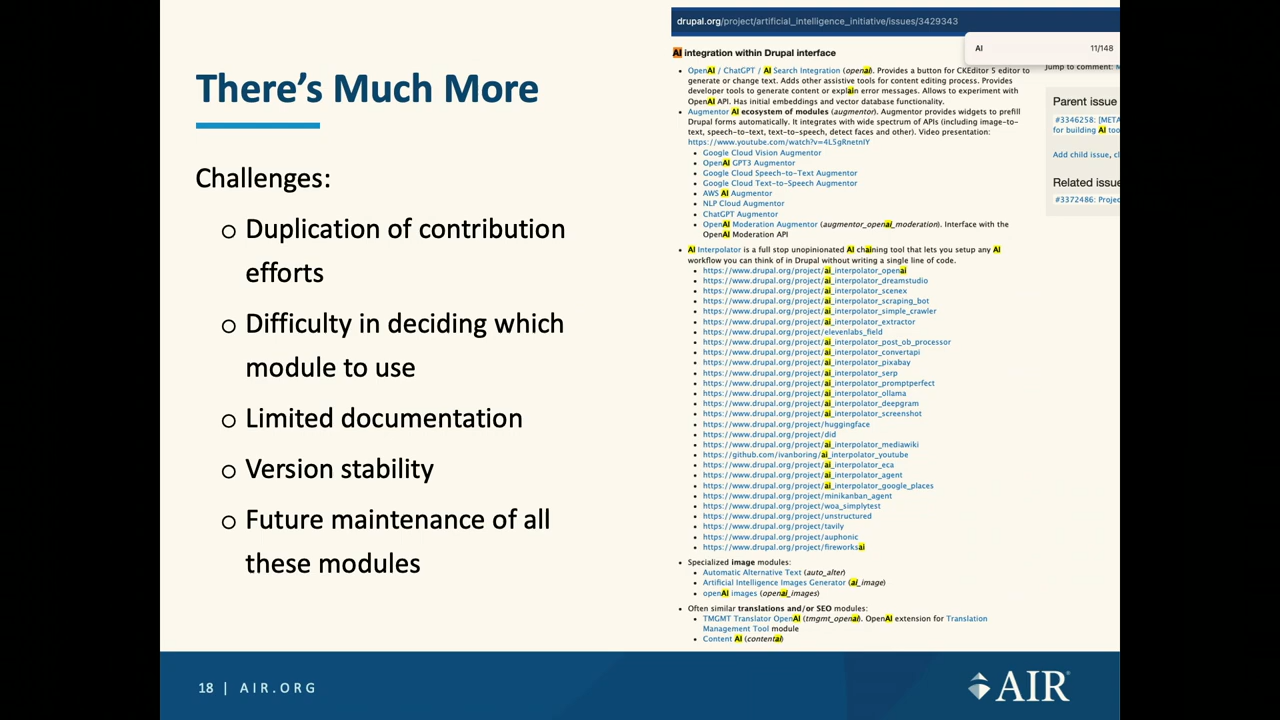 There's Much More
Challenges:
o Duplication of contribution
efforts
o Difficulty in deciding which
module to use
o Limited documentation
o Version stability
o Future maintenance of all
these modules
drupal.org/project/artificial_intelligence_initiative/issues/3429343
AI 11/148
AI integration within Drupal interface
• OpenAI / ChatGPT / AI Search Integration (openai). Provides a button for CKEditor 5 editor to
generate or change text. Adds other assistive tools for content editing process. Provides
developer tools to generate content or explain error messages. Allows to experiment with
OpenAI API. Has initial embeddings and vector database functionality.
• Augmentor AI ecosystem of modules (augmentor). Augmentor provides widgets to prefill
Drupal forms automatically. It integrates with wide spectrum of APIs (including image-to-
text, speech-to-text, text-to-speech, detect faces and other). Video presentation:
https://www.youtube.com/watch?v=4L5gRnetnIY
• Google Cloud Vision Augmentor
• OpenAI GPT3 Augmentor
• Google Cloud Speech-to-Text Augmentor
• Google Cloud Text-to-Speech Augmentor
• AWS AI Augmentor
• NLP Cloud Augmentor
• ChatGPT Augmentor
• OpenAI Moderation Augmentor (augmentor_openai_moderation). Interface with the
OpenAI Moderation API
• AI Interpolator is a full stop unopinionated AI chaining tool that lets you setup any AI
workflow you can think of in Drupal without writing a single line of code.
• https://www.drupal.org/project/ai_interpolator_openai
• https://www.drupal.org/project/ai_interpolator_dreamstudio
• https://www.drupal.org/project/ai_interpolator_scenex
• https://www.drupal.org/project/ai_interpolator_scraping_bot
• https://www.drupal.org/project/ai_interpolator_simple_crawler
• https://www.drupal.org/project/ai_interpolator_extractor
• https://www.drupal.org/project/elevenlabs_field
• https://www.drupal.org/project/ai_interpolator_post_ob_processor
• https://www.drupal.org/project/ai_interpolator_convertapi
• https://www.drupal.org/project/ai_interpolator_pixabay
• https://www.drupal.org/project/ai_interpolator_serp
• https://www.drupal.org/project/ai_interpolator_promptperfect
• https://www.drupal.org/project/ai_interpolator_ollama
• https://www.drupal.org/project/ai_interpolator_deepgram
• https://www.drupal.org/project/ai_interpolator_screenshot
• https://www.drupal.org/project/huggingface
• https://www.drupal.org/project/did
• https://www.drupal.org/project/ai_interpolator_mediawiki
• https://github.com/ivanboring/ai_interpolator_youtube
• https://www.drupal.org/project/ai_interpolator_eca
• https://www.drupal.org/project/ai_interpolator_agent
• https://www.drupal.org/project/ai_interpolator_google_places
• https://www.drupal.org/project/minikanban_agent
• https://www.drupal.org/project/woa_simplytest
• https://www.drupal.org/project/unstructured
• https://www.drupal.org/project/tavily
• https://www.drupal.org/project/auphonic
• https://www.drupal.org/project/fireworksai
• Specialized image modules:
• Automatic Alternative Text (auto_alter)
• Artificial Intelligence Images Generator (ai_image)
• openAI images (openai_images)
• Often similar translations and/or SEO modules:
• TMGMT Translator OpenAI (tmgmt_openai). OpenAI extension for Translation
Management Tool module
• Content AI (contentai)
Jump to comment:
Parent issue
#3346258: [META
for building AI too
Add child issue, cl
Related issue
#3372486: Projec
18 | AIR.ORG
AIR